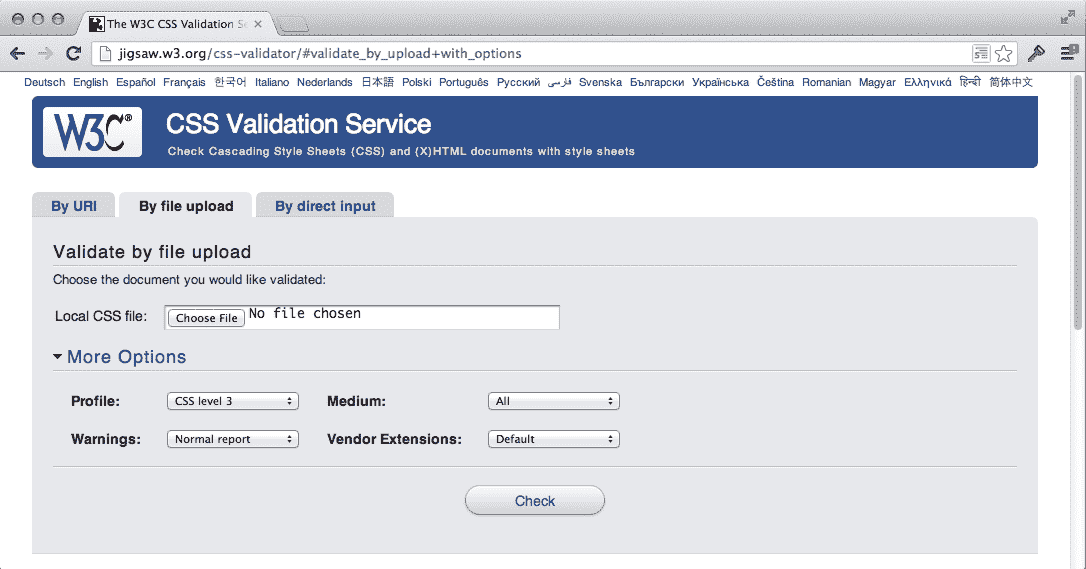 The W3C CSS Validation Se
jigsaw.w3.org/css-validator/#validate_by_upload+with_options
Deutsch English Español Français 한국어 Italiano Nederlands 日本語 Polski Português Русский فارسی Svenska Български Українська Čeština Romanian Magyar Ελληνικά हिन्दी 简体中文
W3C® CSS Validation Service
Check Cascading Style Sheets (CSS) and (X)HTML documents with style sheets
By URI By file upload By direct input
Validate by file upload
Choose the document you would like validated:
Local CSS file: Choose File No file chosen
More Options
Profile: CSS level 3 Medium: All
Warnings: Normal report Vendor Extensions: Default
Check